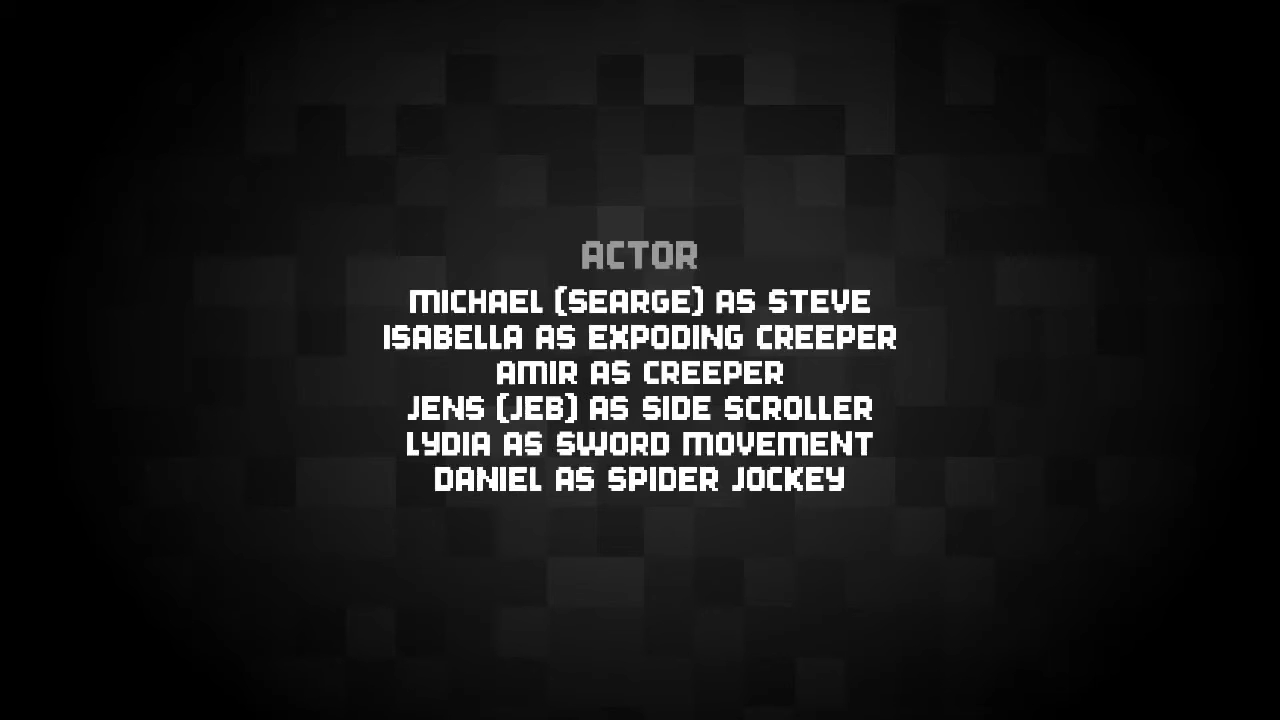 ACTOR
MICHAEL (SEARGE) AS STEVE
ISABELLA AS EXPODING CREEPER
AMIR AS CREEPER
JENS (JEB) AS SIDE SCROLLER
LYDIA AS SWORD MOVEMENT
DANIEL AS SPIDER JOCKEY